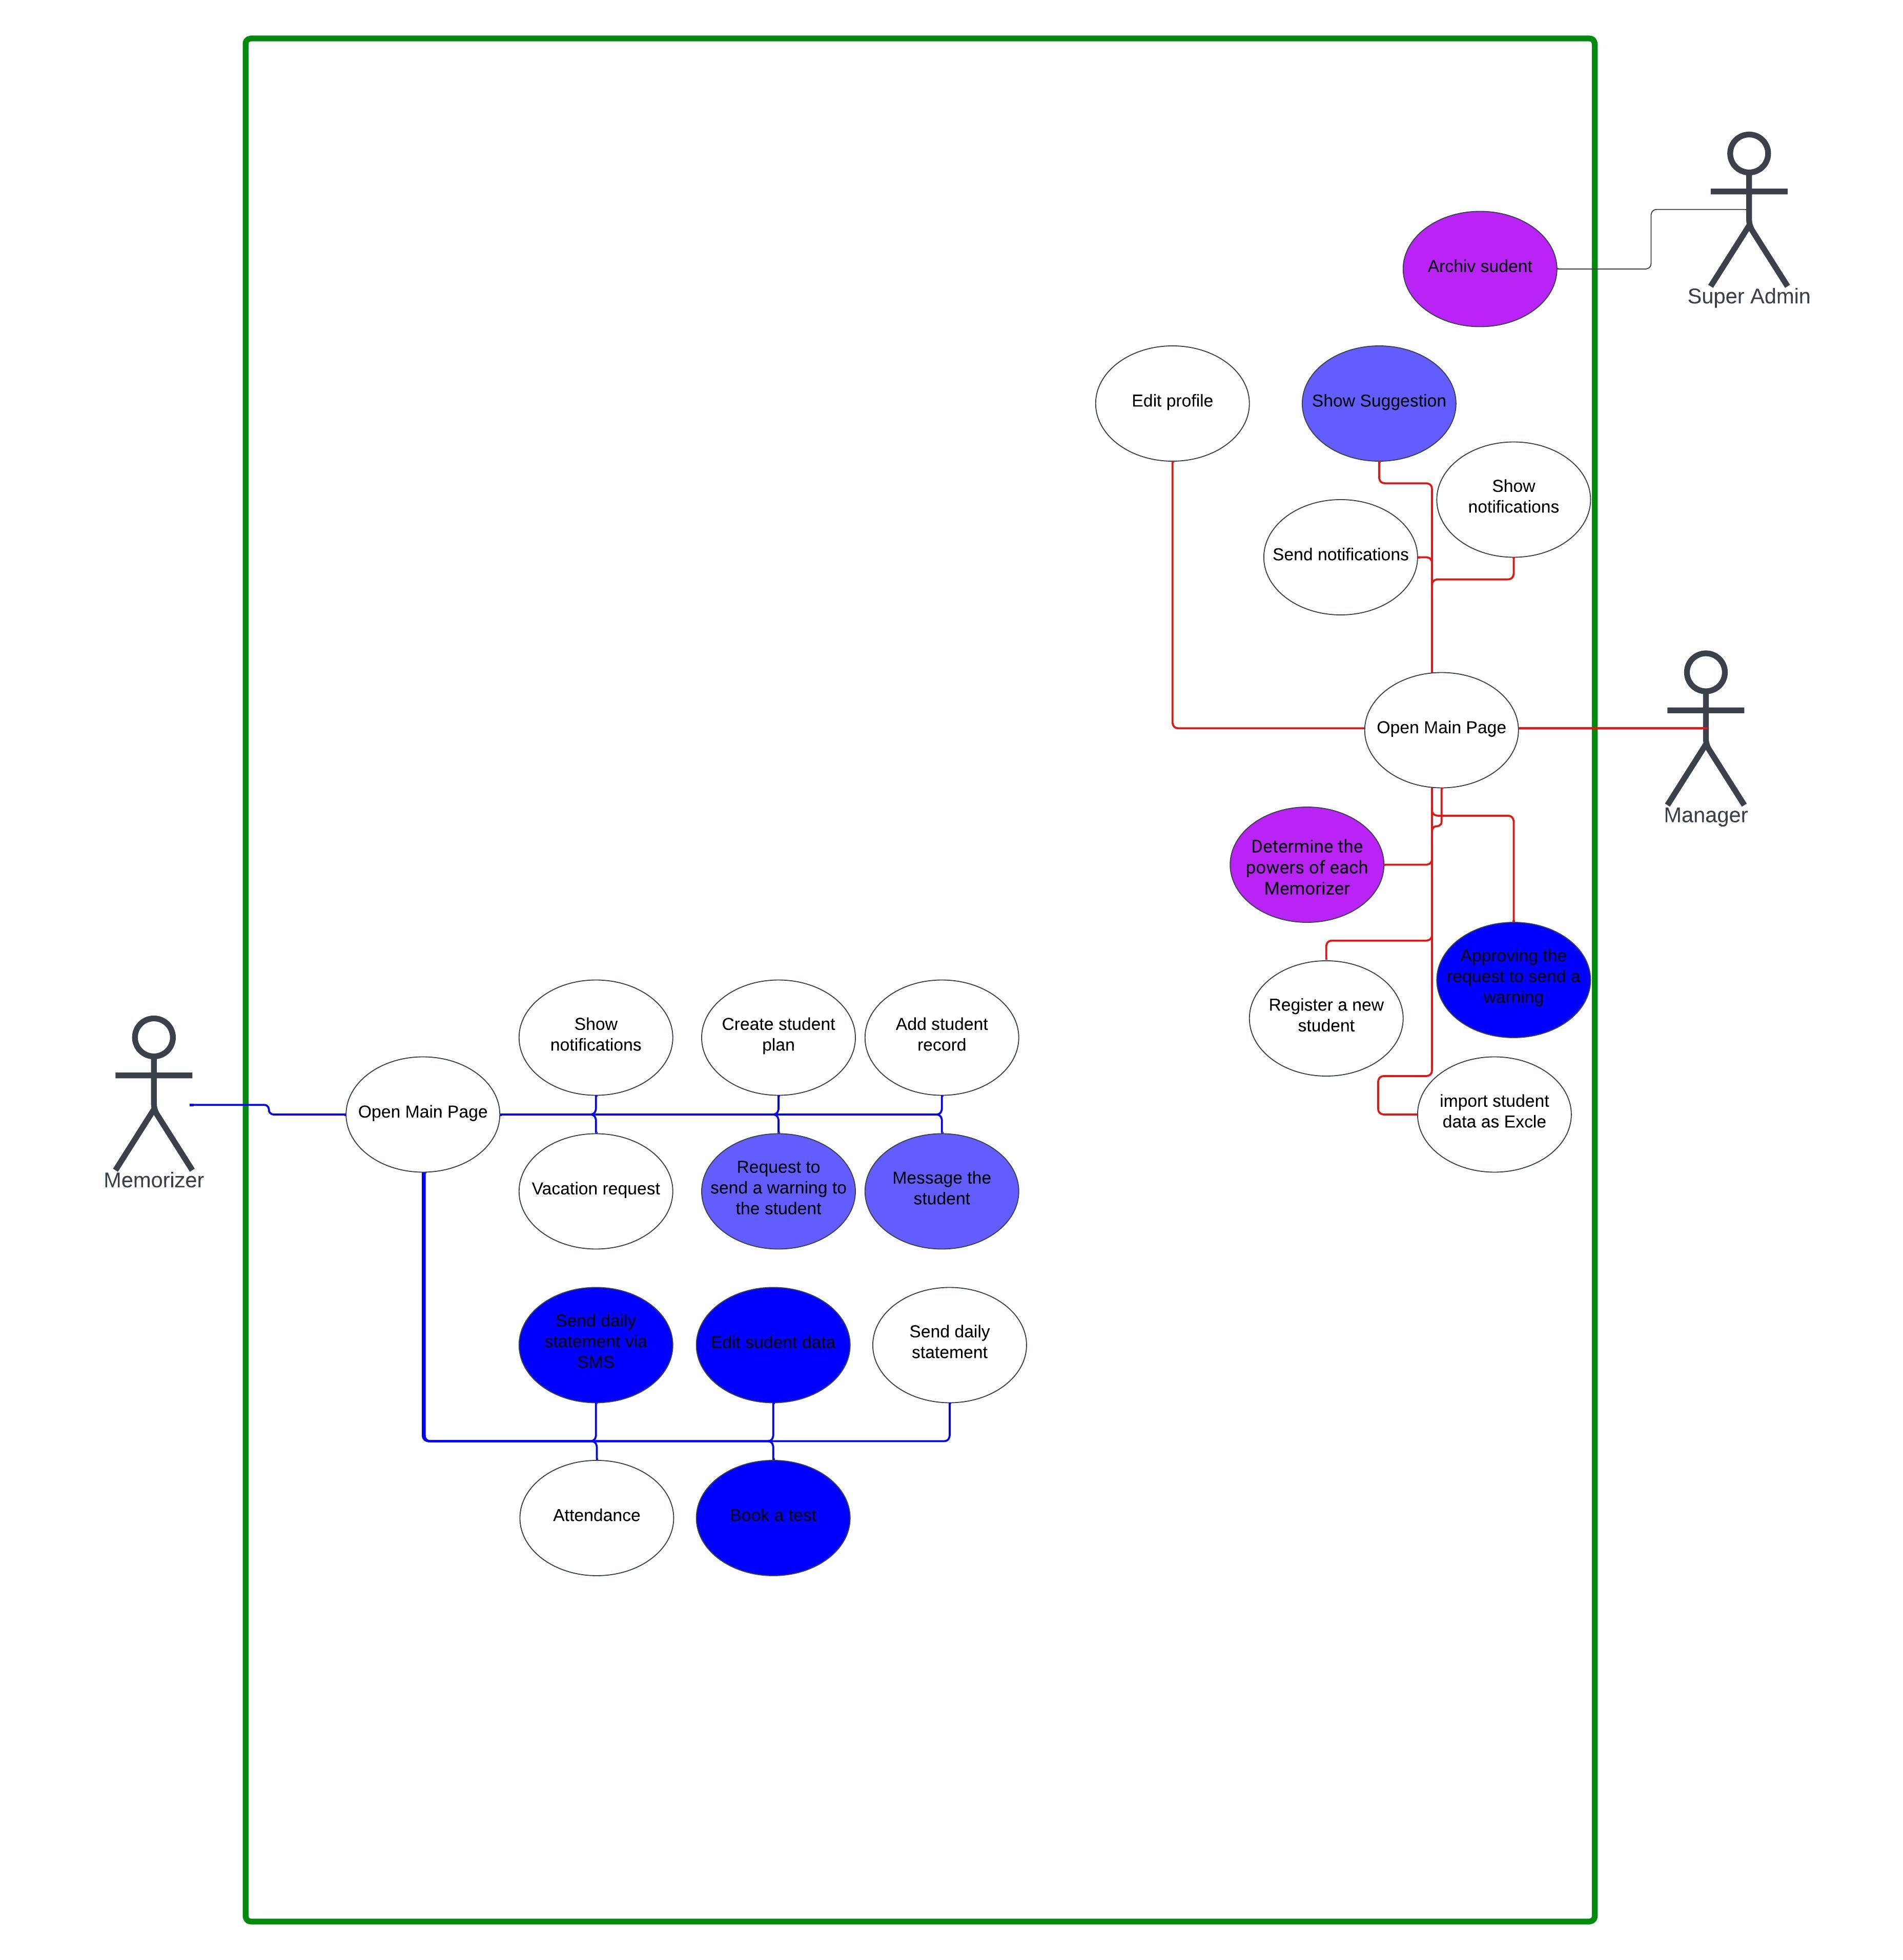 Archiv sudent
Super Admin
Edit profile
Show Suggestion
Show
notifications
Send notifications
Open Main Page
Manager
Determine the
powers of each
Memorizer
Approving the
request to send a
warning
Register a new
student
import student
data as Excle
Show
notifications
Create student
plan
Add student
record
Open Main Page
Memorizer
Vacation request
Request to
send a warning to
the student
Message the
student
Send daily
statement via
SMS
Edit sudent data
Send daily
statement
Attendance
Book a test